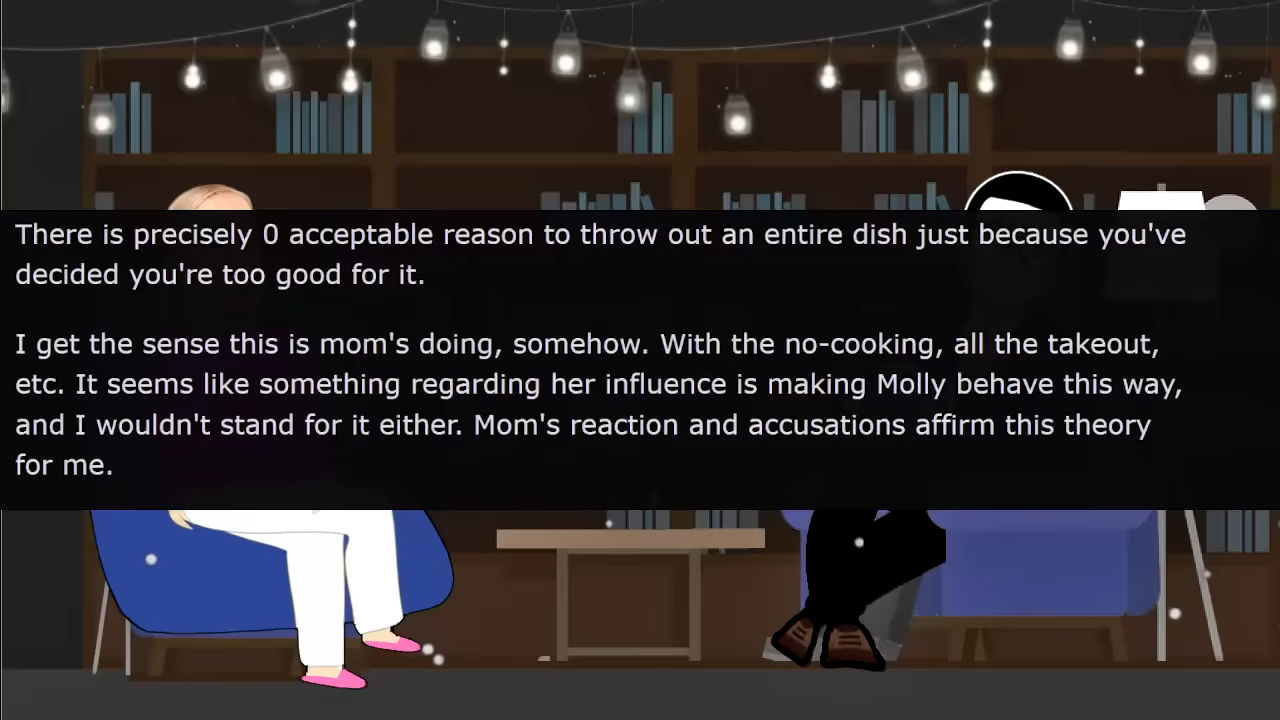 There is precisely 0 acceptable reason to throw out an entire dish just because you've
decided you're too good for it.
I get the sense this is mom's doing, somehow. With the no-cooking, all the takeout,
etc. It seems like something regarding her influence is making Molly behave this way,
and I wouldn't stand for it either. Mom's reaction and accusations affirm this theory
for me.